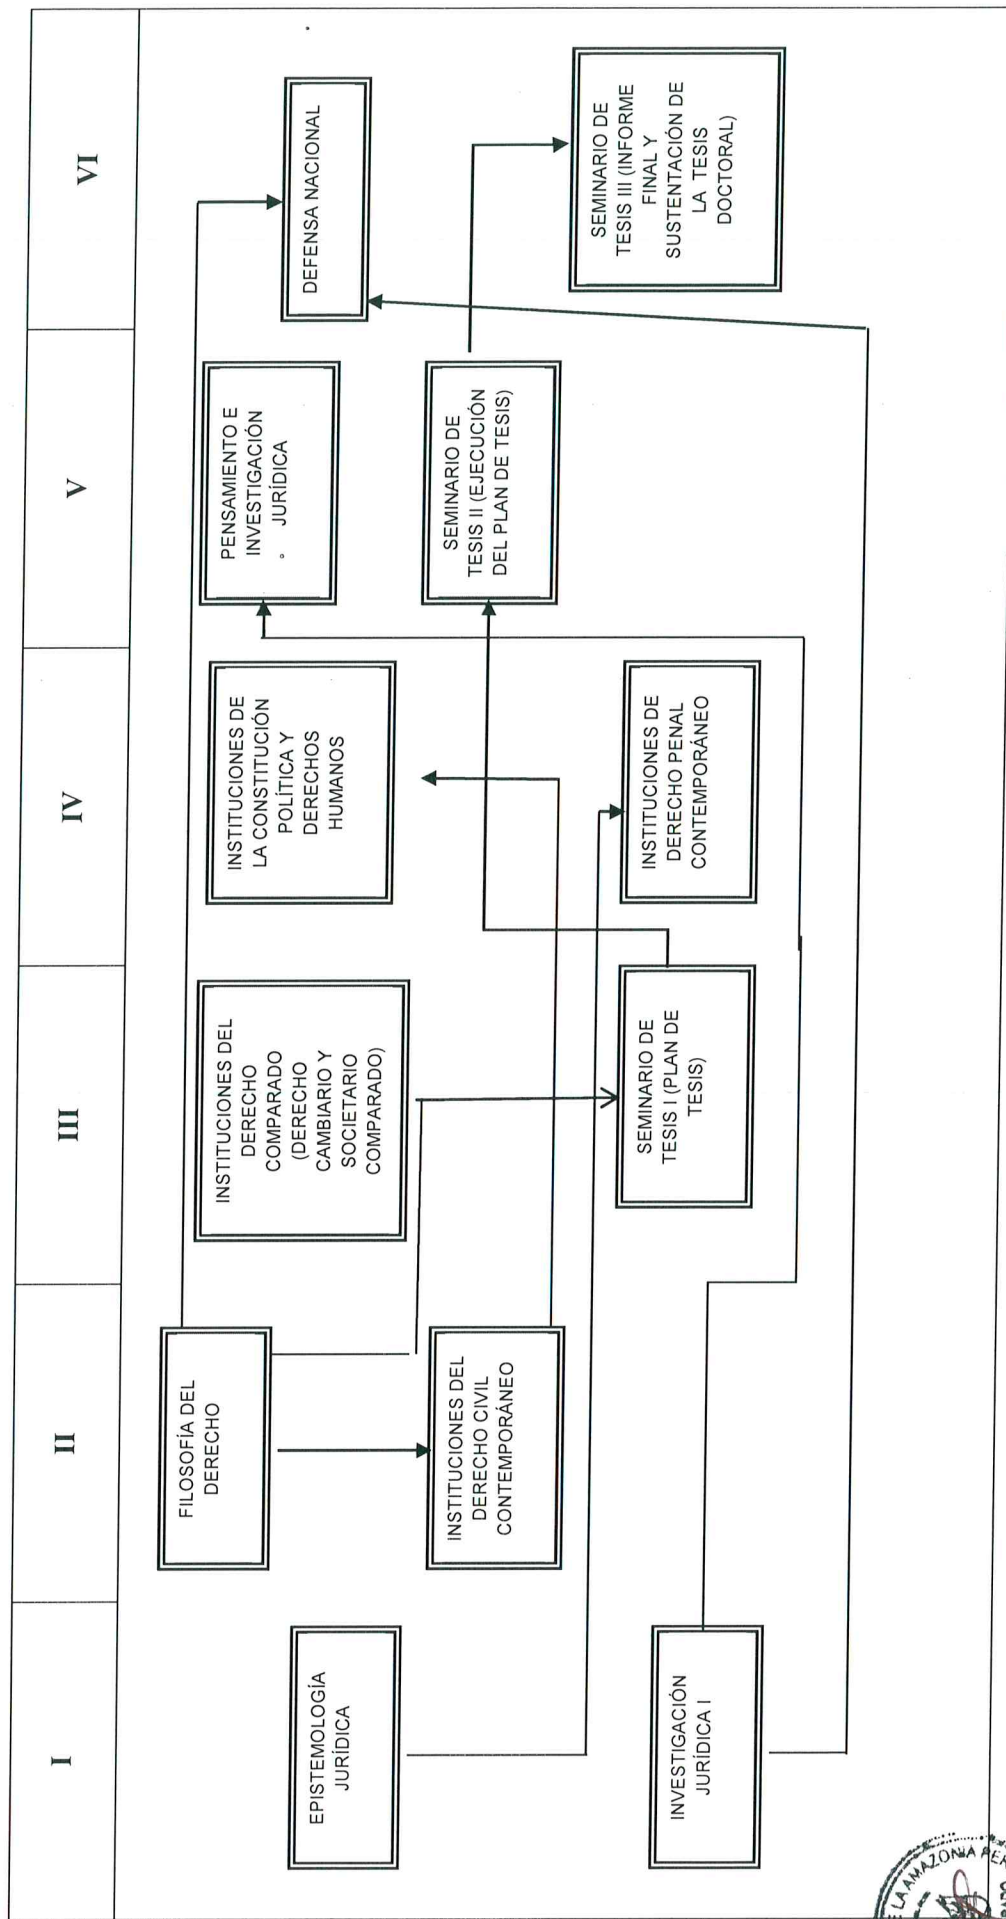 I
II
III
IV
V
VI
EPISTEMOLOGÍA
JURÍDICA
INVESTIGACIÓN
JURÍDICA I
FILOSOFÍA DEL
DERECHO
INSTITUCIONES DEL
DERECHO CIVIL
CONTEMPORÁNEO
INSTITUCIONES DEL
DERECHO
COMPARADO
(DERECHO
CAMBIARIO Y
SOCIETARIO
COMPARADO)
SEMINARIO DE
TESIS I (PLAN DE
TESIS)
INSTITUCIONES DE
LA CONSTITUCIÓN
POLÍTICA Y
DERECHOS
HUMANOS
INSTITUCIONES DE
DERECHO PENAL
CONTEMPORÁNEO
PENSAMIENTO E
INVESTIGACIÓN
JURÍDICA
SEMINARIO DE
TESIS II (EJECUCIÓN
DEL PLAN DE TESIS)
DEFENSA NACIONAL
SEMINARIO DE
TESIS III (INFORME
FINAL Y
SUSTENTACIÓN DE
LA TESIS
DOCTORAL)
LA AMAZONIA